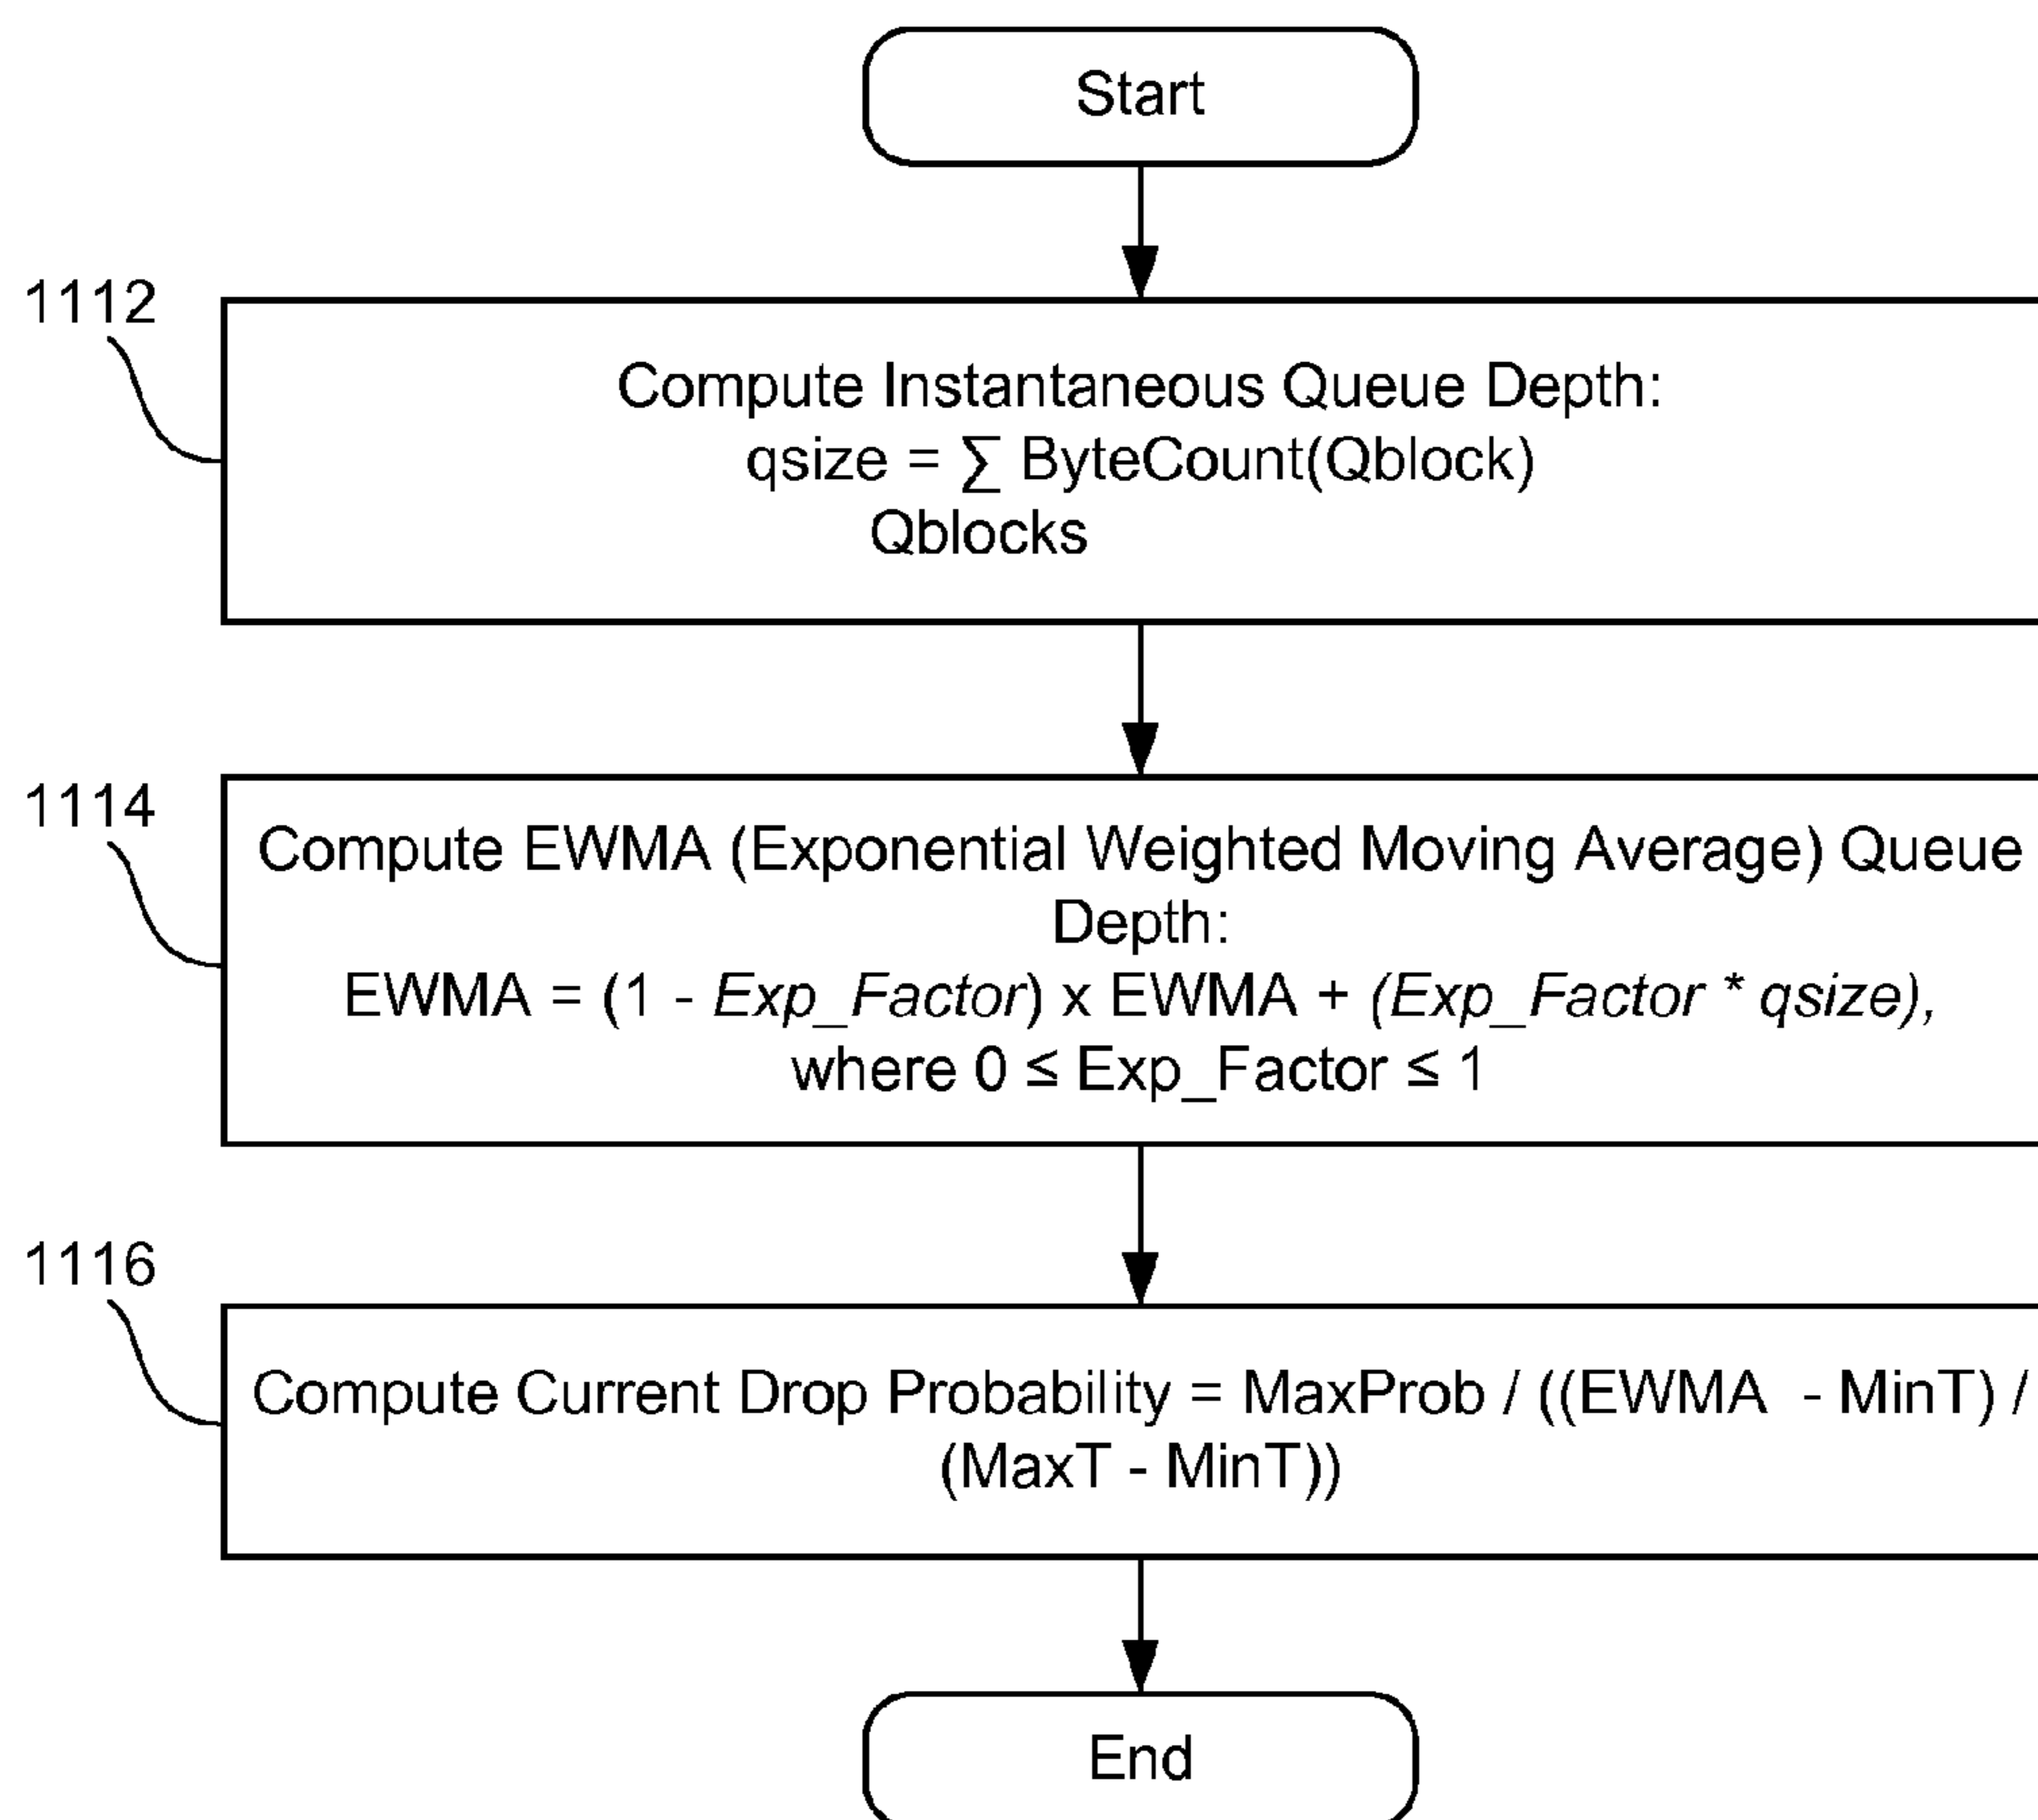 Start
1112
Compute Instantaneous Queue Depth:
qsize = ∑ ByteCount(Qblock)
Qblocks
1114
Compute EWMA (Exponential Weighted Moving Average) Queue
Depth:
EWMA = (1 - Exp_Factor) x EWMA + (Exp_Factor * qsize),
where 0 ≤ Exp_Factor ≤ 1
1116
Compute Current Drop Probability = MaxProb / ((EWMA - MinT) /
(MaxT - MinT))
End